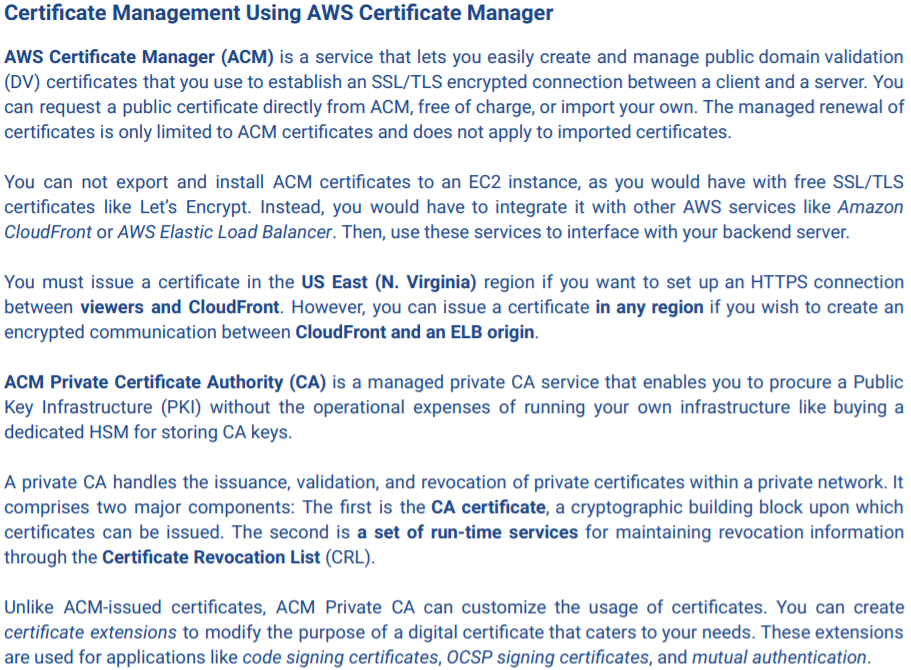 Certificate Management Using AWS Certificate Manager
AWS Certificate Manager (ACM) is a service that lets you easily create and manage public domain validation
(DV) certificates that you use to establish an SSL/TLS encrypted connection between a client and a server. You
can request a public certificate directly from ACM, free of charge, or import your own. The managed renewal of
certificates is only limited to ACM certificates and does not apply to imported certificates.
You can not export and install ACM certificates to an EC2 instance, as you would have with free SSL/TLS
certificates like Let's Encrypt. Instead, you would have to integrate it with other AWS services like Amazon
CloudFront or AWS Elastic Load Balancer. Then, use these services to interface with your backend server.
You must issue a certificate in the US East (N. Virginia) region if you want to set up an HTTPS connection
between viewers and CloudFront. However, you can issue a certificate in any region if you wish to create an
encrypted communication between CloudFront and an ELB origin.
ACM Private Certificate Authority (CA) is a managed private CA service that enables you to procure a Public
Key Infrastructure (PKI) without the operational expenses of running your own infrastructure like buying a
dedicated HSM for storing CA keys.
A private CA handles the issuance, validation, and revocation of private certificates within a private network. It
comprises two major components: The first is the CA certificate, a cryptographic building block upon which
certificates can be issued. The second is a set of run-time services for maintaining revocation information
through the Certificate Revocation List (CRL).
Unlike ACM-issued certificates, ACM Private CA can customize the usage of certificates. You can create
certificate extensions to modify the purpose of a digital certificate that caters to your needs. These extensions
are used for applications like code signing certificates, OCSP signing certificates, and mutual authentication.